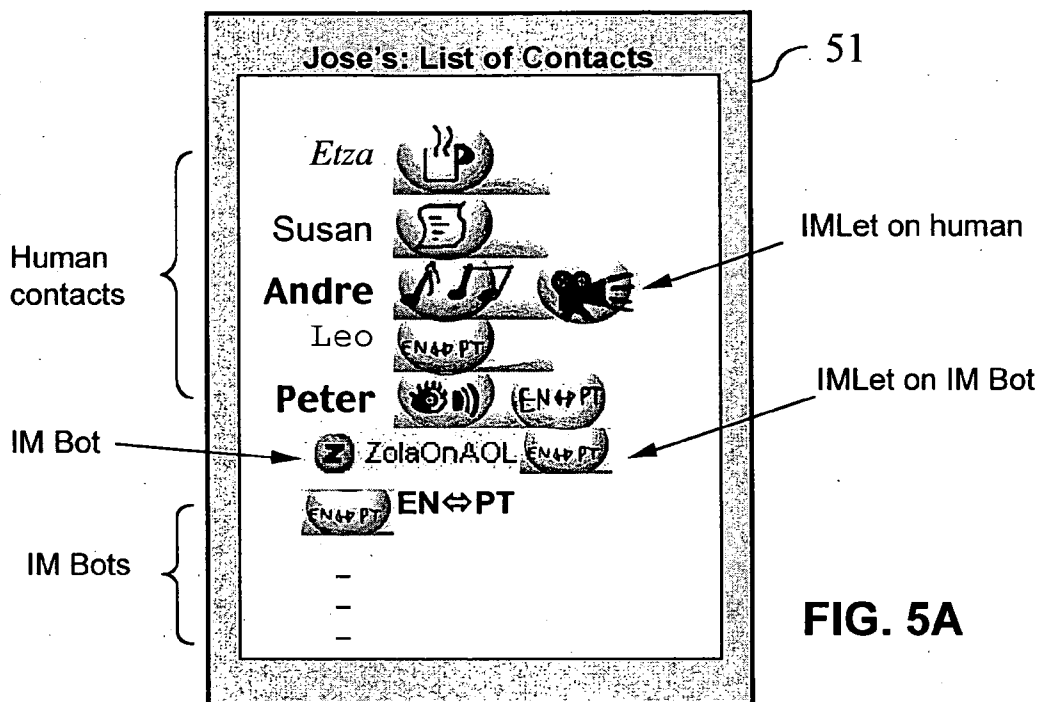 Jose's: List of Contacts
51
Etza
Susan
IMLet on human
Human
contacts
Andre
Leo
EN⇔PT
IMLet on IM Bot
Peter
EN⇔PT
IM Bot
Z ZolaOnAOL EN⇔PT
EN⇔PT EN⇔PT
IM Bots
–
–
–
FIG. 5A